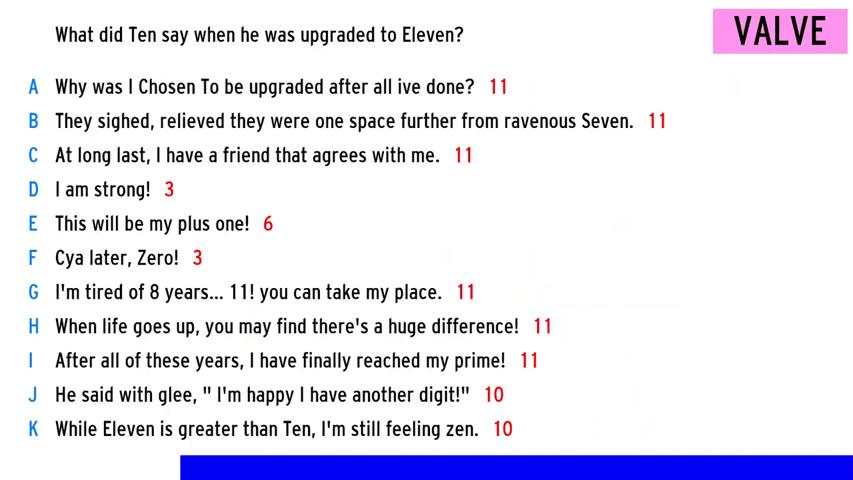 What did Ten say when he was upgraded to Eleven?
VALVE
A Why was I Chosen To be upgraded after all ive done? 11
B They sighed, relieved they were one space further from ravenous Seven. 11
C At long last, I have a friend that agrees with me. 11
D I am strong! 3
E This will be my plus one! 6
F Cya later, Zero! 3
G I'm tired of 8 years... 11! you can take my place. 11
H When life goes up, you may find there's a huge difference! 11
I After all of these years, I have finally reached my prime! 11
J He said with glee, " I'm happy I have another digit!" 10
K While Eleven is greater than Ten, I'm still feeling zen. 10